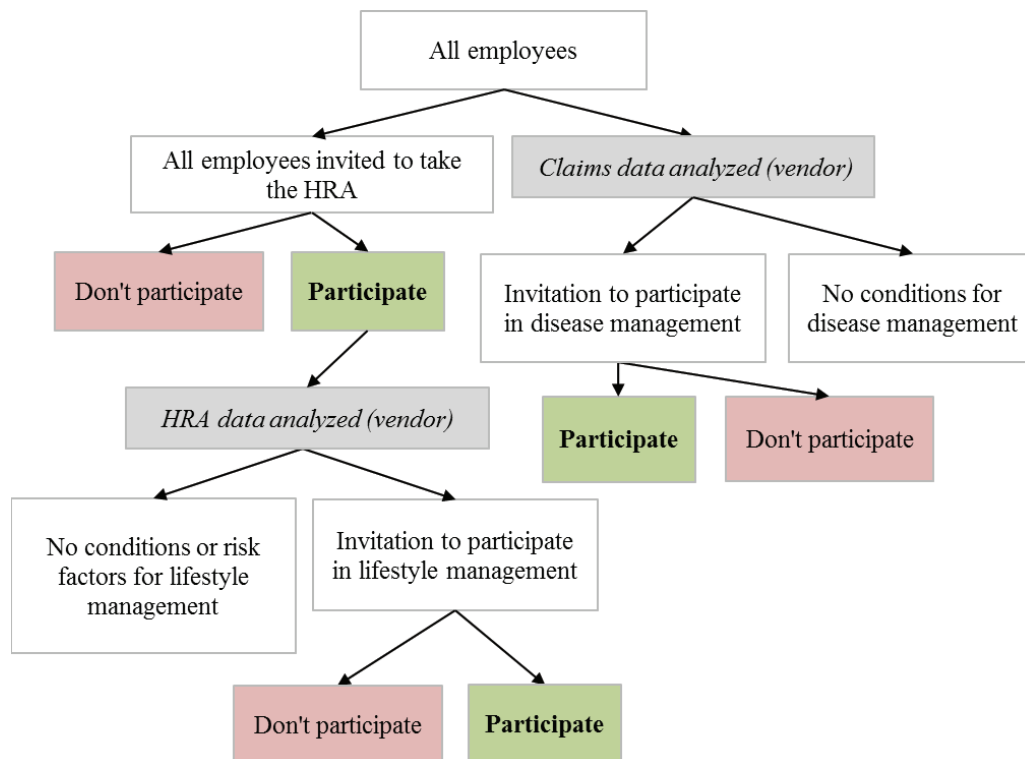 All employees
All employees invited to take
the HRA
Claims data analyzed (vendor)
Don't participate
Participate
Invitation to participate
in disease management
No conditions for
disease management
HRA data analyzed (vendor)
Participate
Don't participate
No conditions or risk
factors for lifestyle
management
Invitation to participate
in lifestyle management
Don't participate
Participate